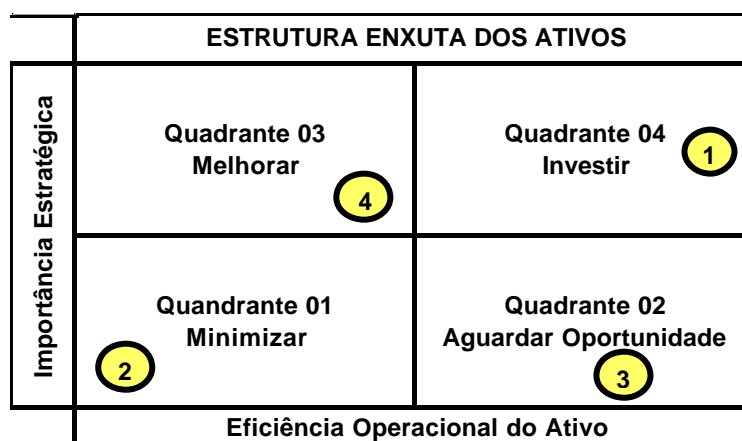 ESTRUTURA ENXUTA DOS ATIVOS
Importância Estratégica
Quadrante 03
Melhorar
4
Quadrante 04
Investir
1
Quandrante 01
Minimizar
2
Quadrante 02
Aguardar Oportunidade
3
Eficiência Operacional do Ativo